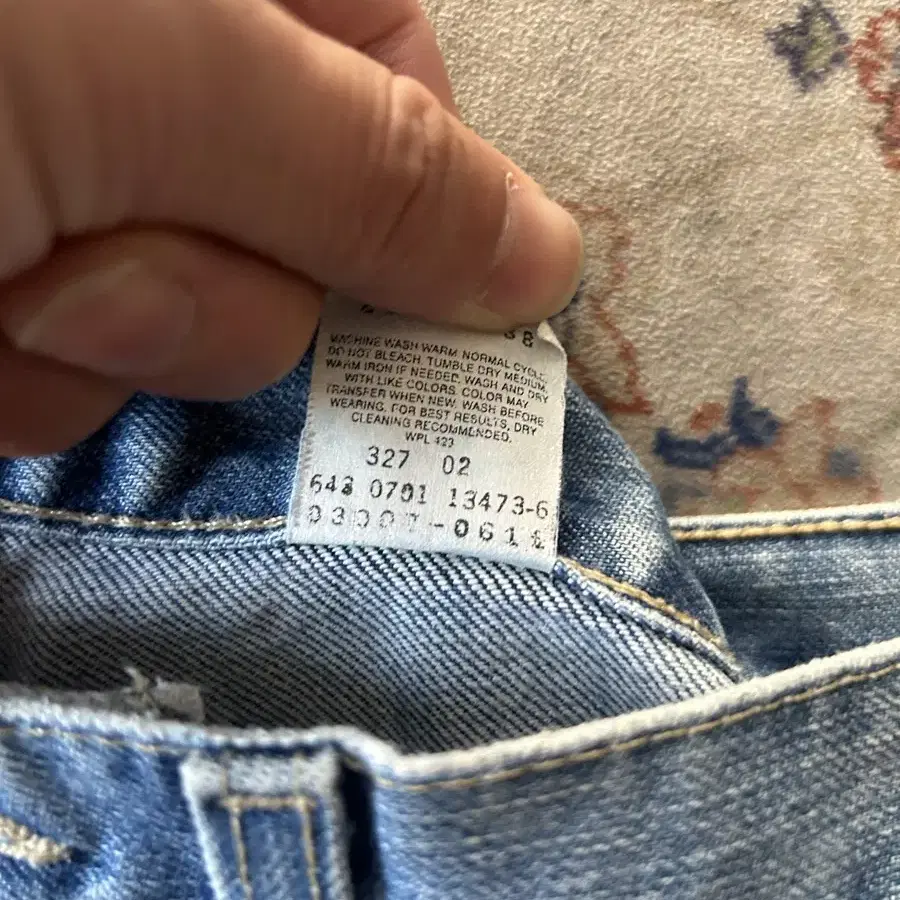 38
MACHINE WASH WARM NORMAL CYCLE
DO NOT BLEACH. TUMBLE DRY MEDIUM.
WARM IRON IF NEEDED. WASH AND DRY
WITH LIKE COLORS. COLOR MAY
TRANSFER WHEN NEW. WASH BEFORE
WEARING. FOR BEST RESULTS, DRY
CLEANING RECOMMENDED.
WPL 423
327 02
643 0701 13473-6